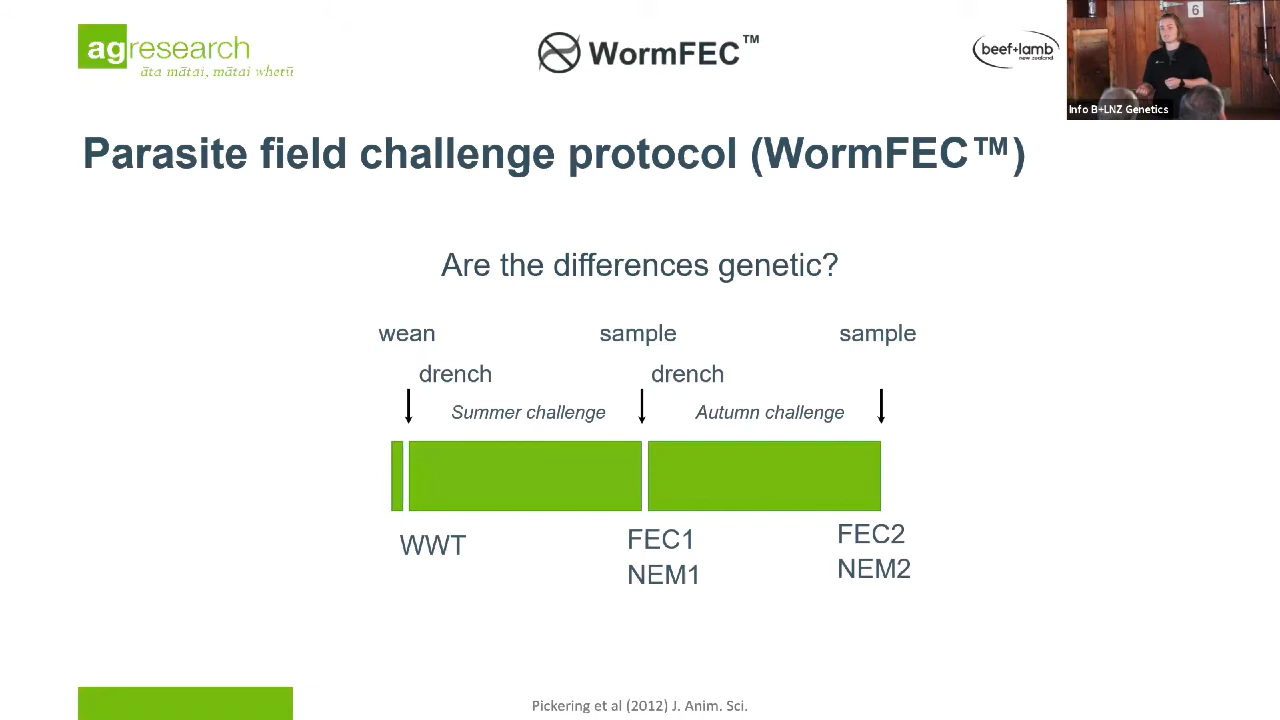 agresearch
āta mātai, mātai whetū
WormFEC™
beef+lamb
new zealand
6
Info B+LNZ Genetics
Parasite field challenge protocol (WormFEC™)
Are the differences genetic?
wean sample sample
drench drench
Summer challenge Autumn challenge
WWT FEC1 FEC2
NEM1 NEM2
Pickering et al (2012) J. Anim. Sci.